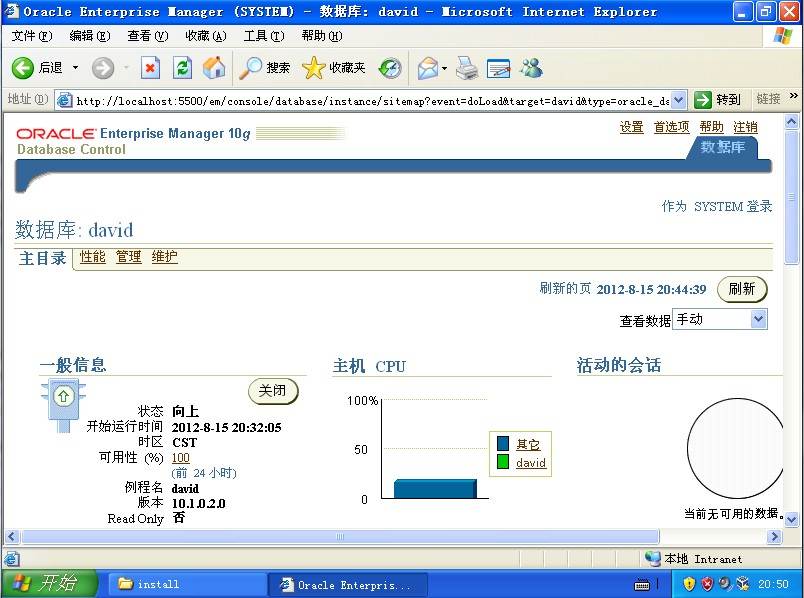 Oracle Enterprise Manager (SYSTEM) - 数据库: david - Microsoft Internet Explorer
文件(F) 编辑(E) 查看(V) 收藏(A) 工具(T) 帮助(H)
后退 搜索 收藏夹
地址(D) http://localhost:5500/em/console/database/instance/sitemap?event=doLoad&target=david&type=oracle_da 转到 链接 »
ORACLE Enterprise Manager 10g
Database Control
设置 首选项 帮助 注销
数据库
作为 SYSTEM 登录
数据库: david
主目录 性能 管理 维护
刷新的页 2012-8-15 20:44:39 刷新
查看数据 手动
一般信息
关闭
状态 向上
开始运行时间 2012-8-15 20:32:05
时区 CST
可用性 (%) 100
(前 24 小时)
例程名 david
版本 10.1.0.2.0
Read Only 否
主机 CPU
100%
50
0
其它
david
活动的会话
当前无可用的数据。
本地 Intranet
开始 install Oracle Enterpris... 20:50